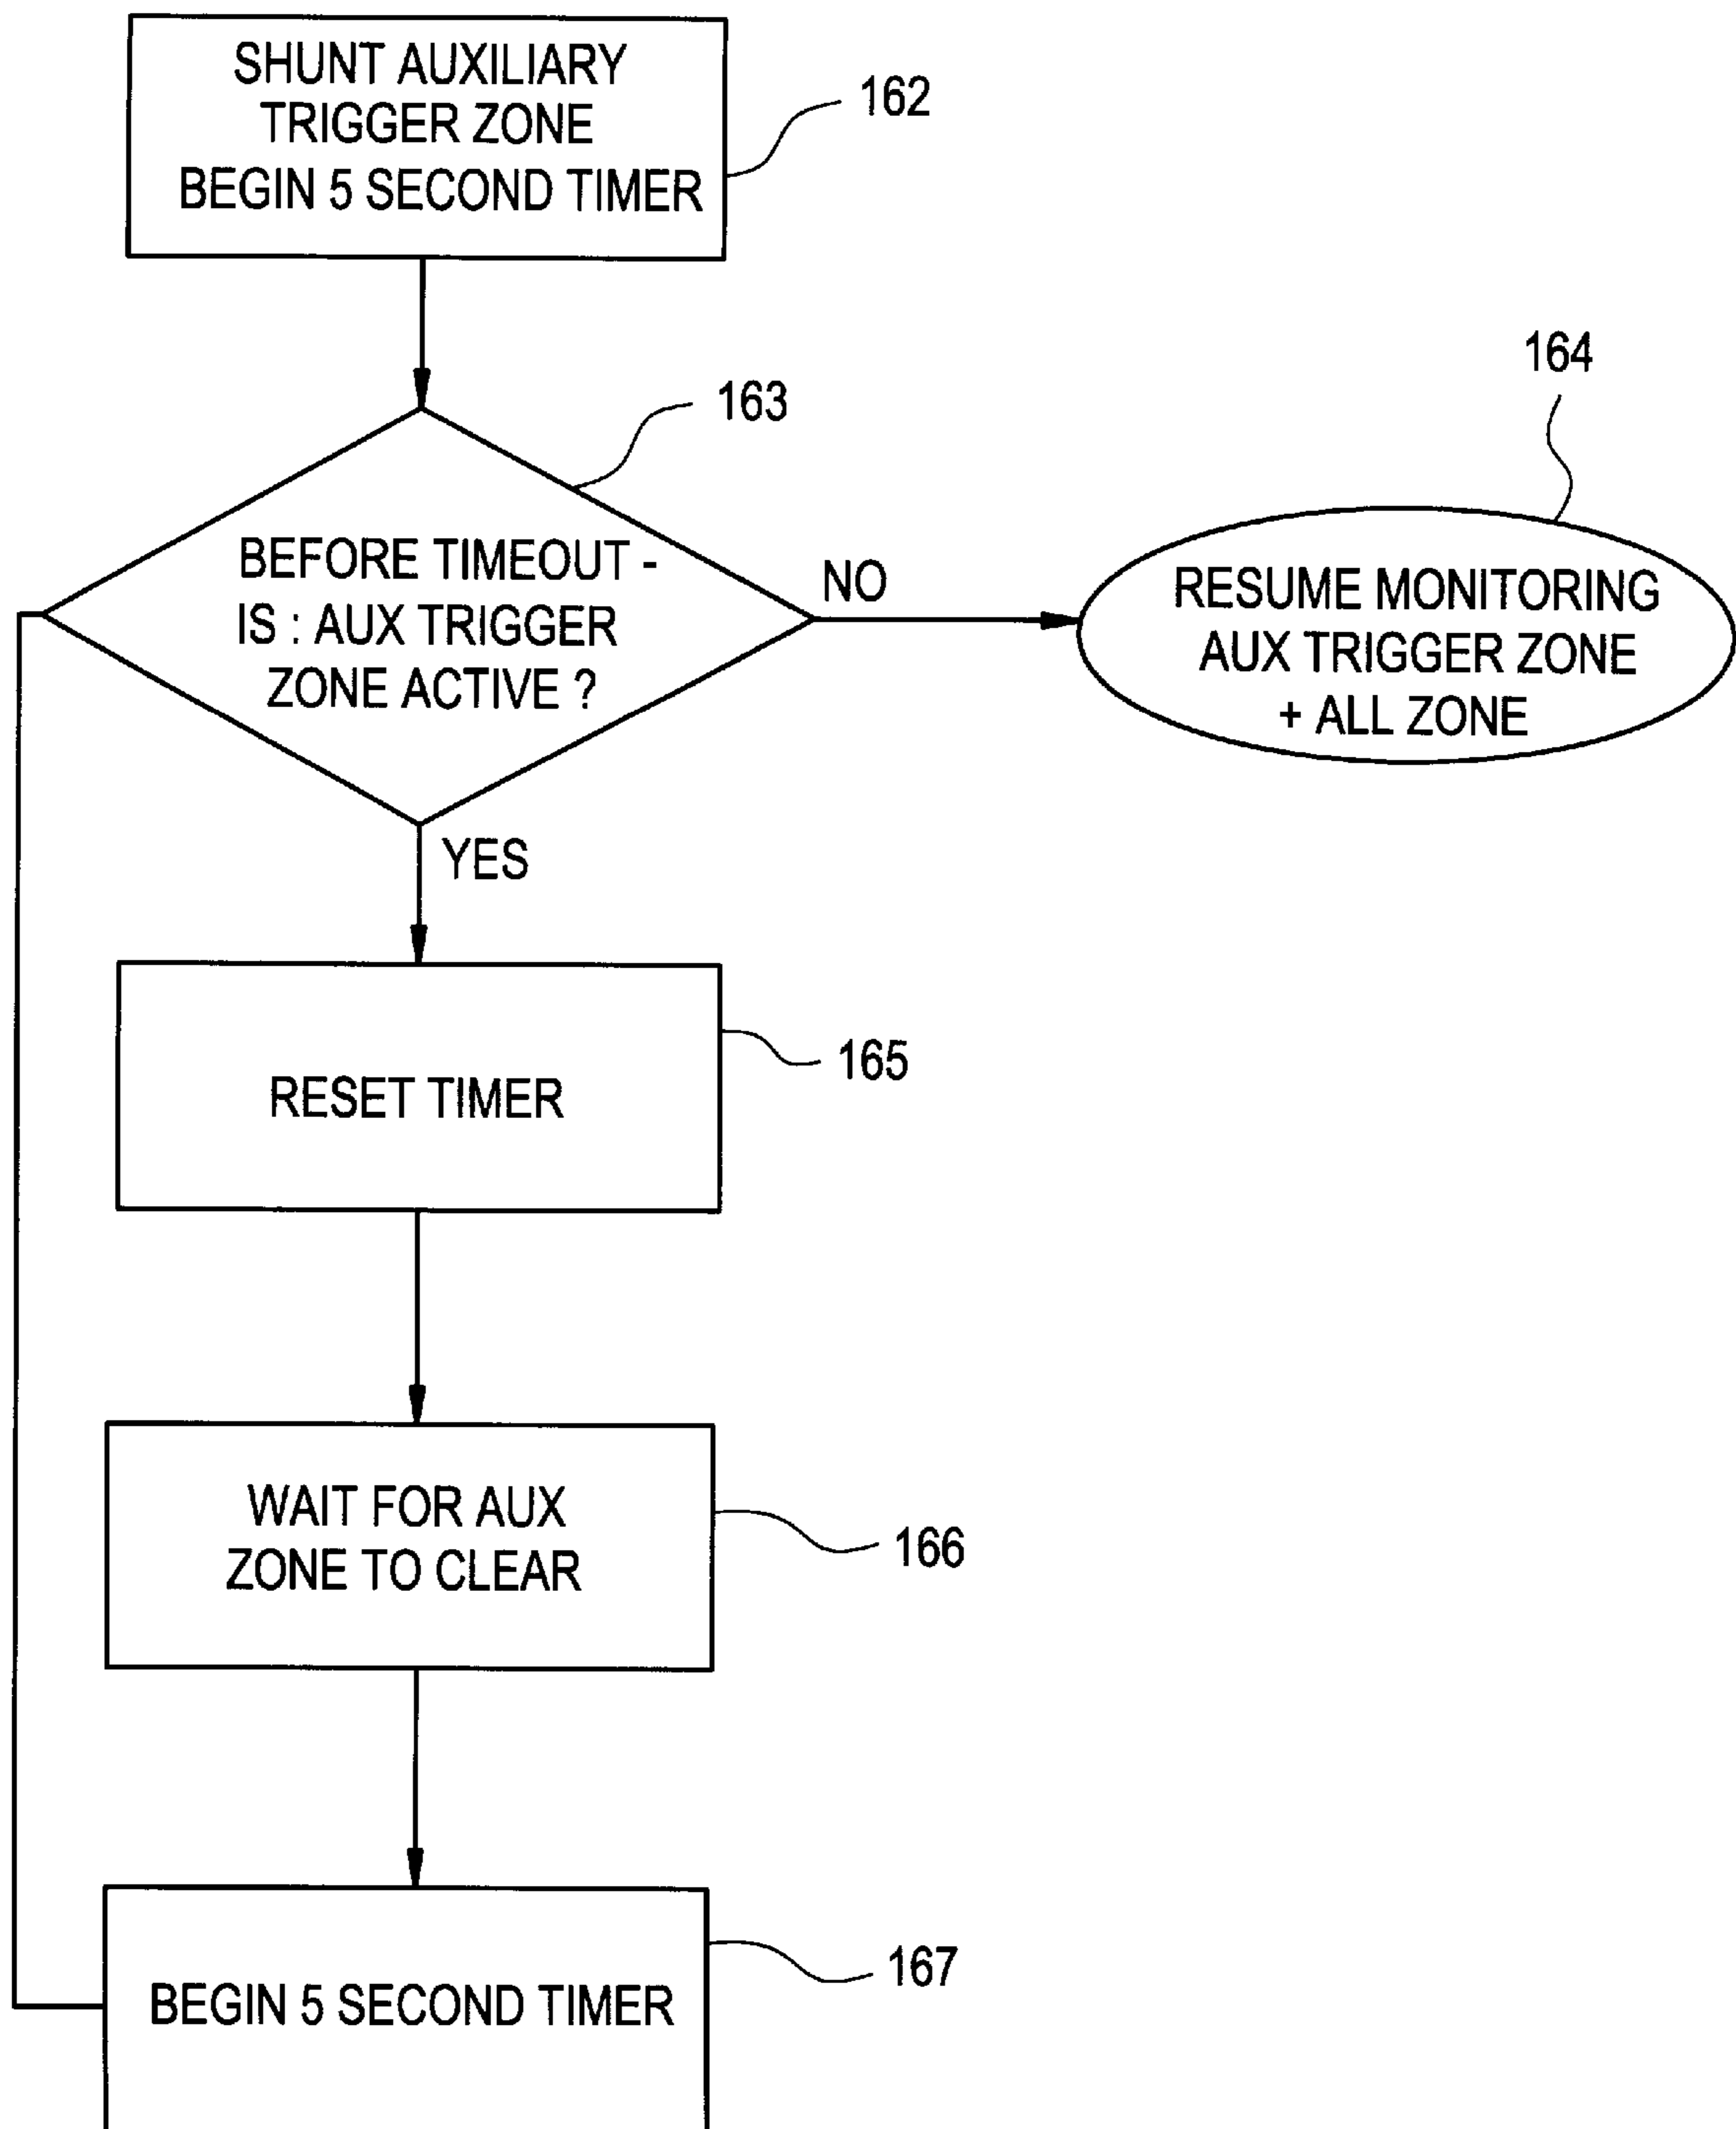 SHUNT AUXILIARY
TRIGGER ZONE
BEGIN 5 SECOND TIMER
162
163
164
BEFORE TIMEOUT -
IS : AUX TRIGGER
ZONE ACTIVE ?
NO
RESUME MONITORING
AUX TRIGGER ZONE
+ ALL ZONE
YES
RESET TIMER
165
WAIT FOR AUX
ZONE TO CLEAR
166
BEGIN 5 SECOND TIMER
167